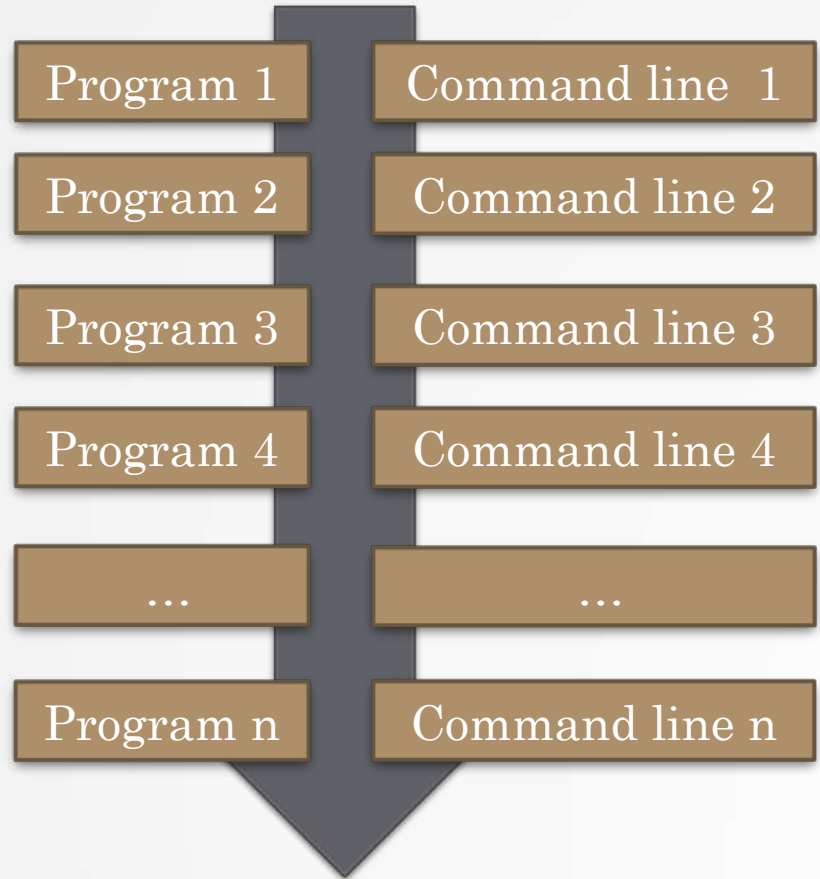 Program 1
Command line  1
Program 2
Command line 2
Program 3
Command line 3
Program 4
Command line 4
...
...
Program n
Command line n